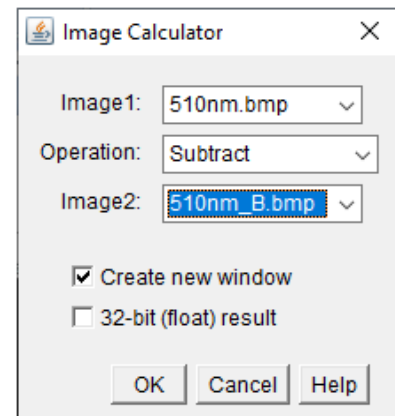 Image Calculator
Image1: 510nm.bmp
Operation: Subtract
Image2: 510nm_B.bmp
Create new window
32-bit (float) result
OK Cancel Help